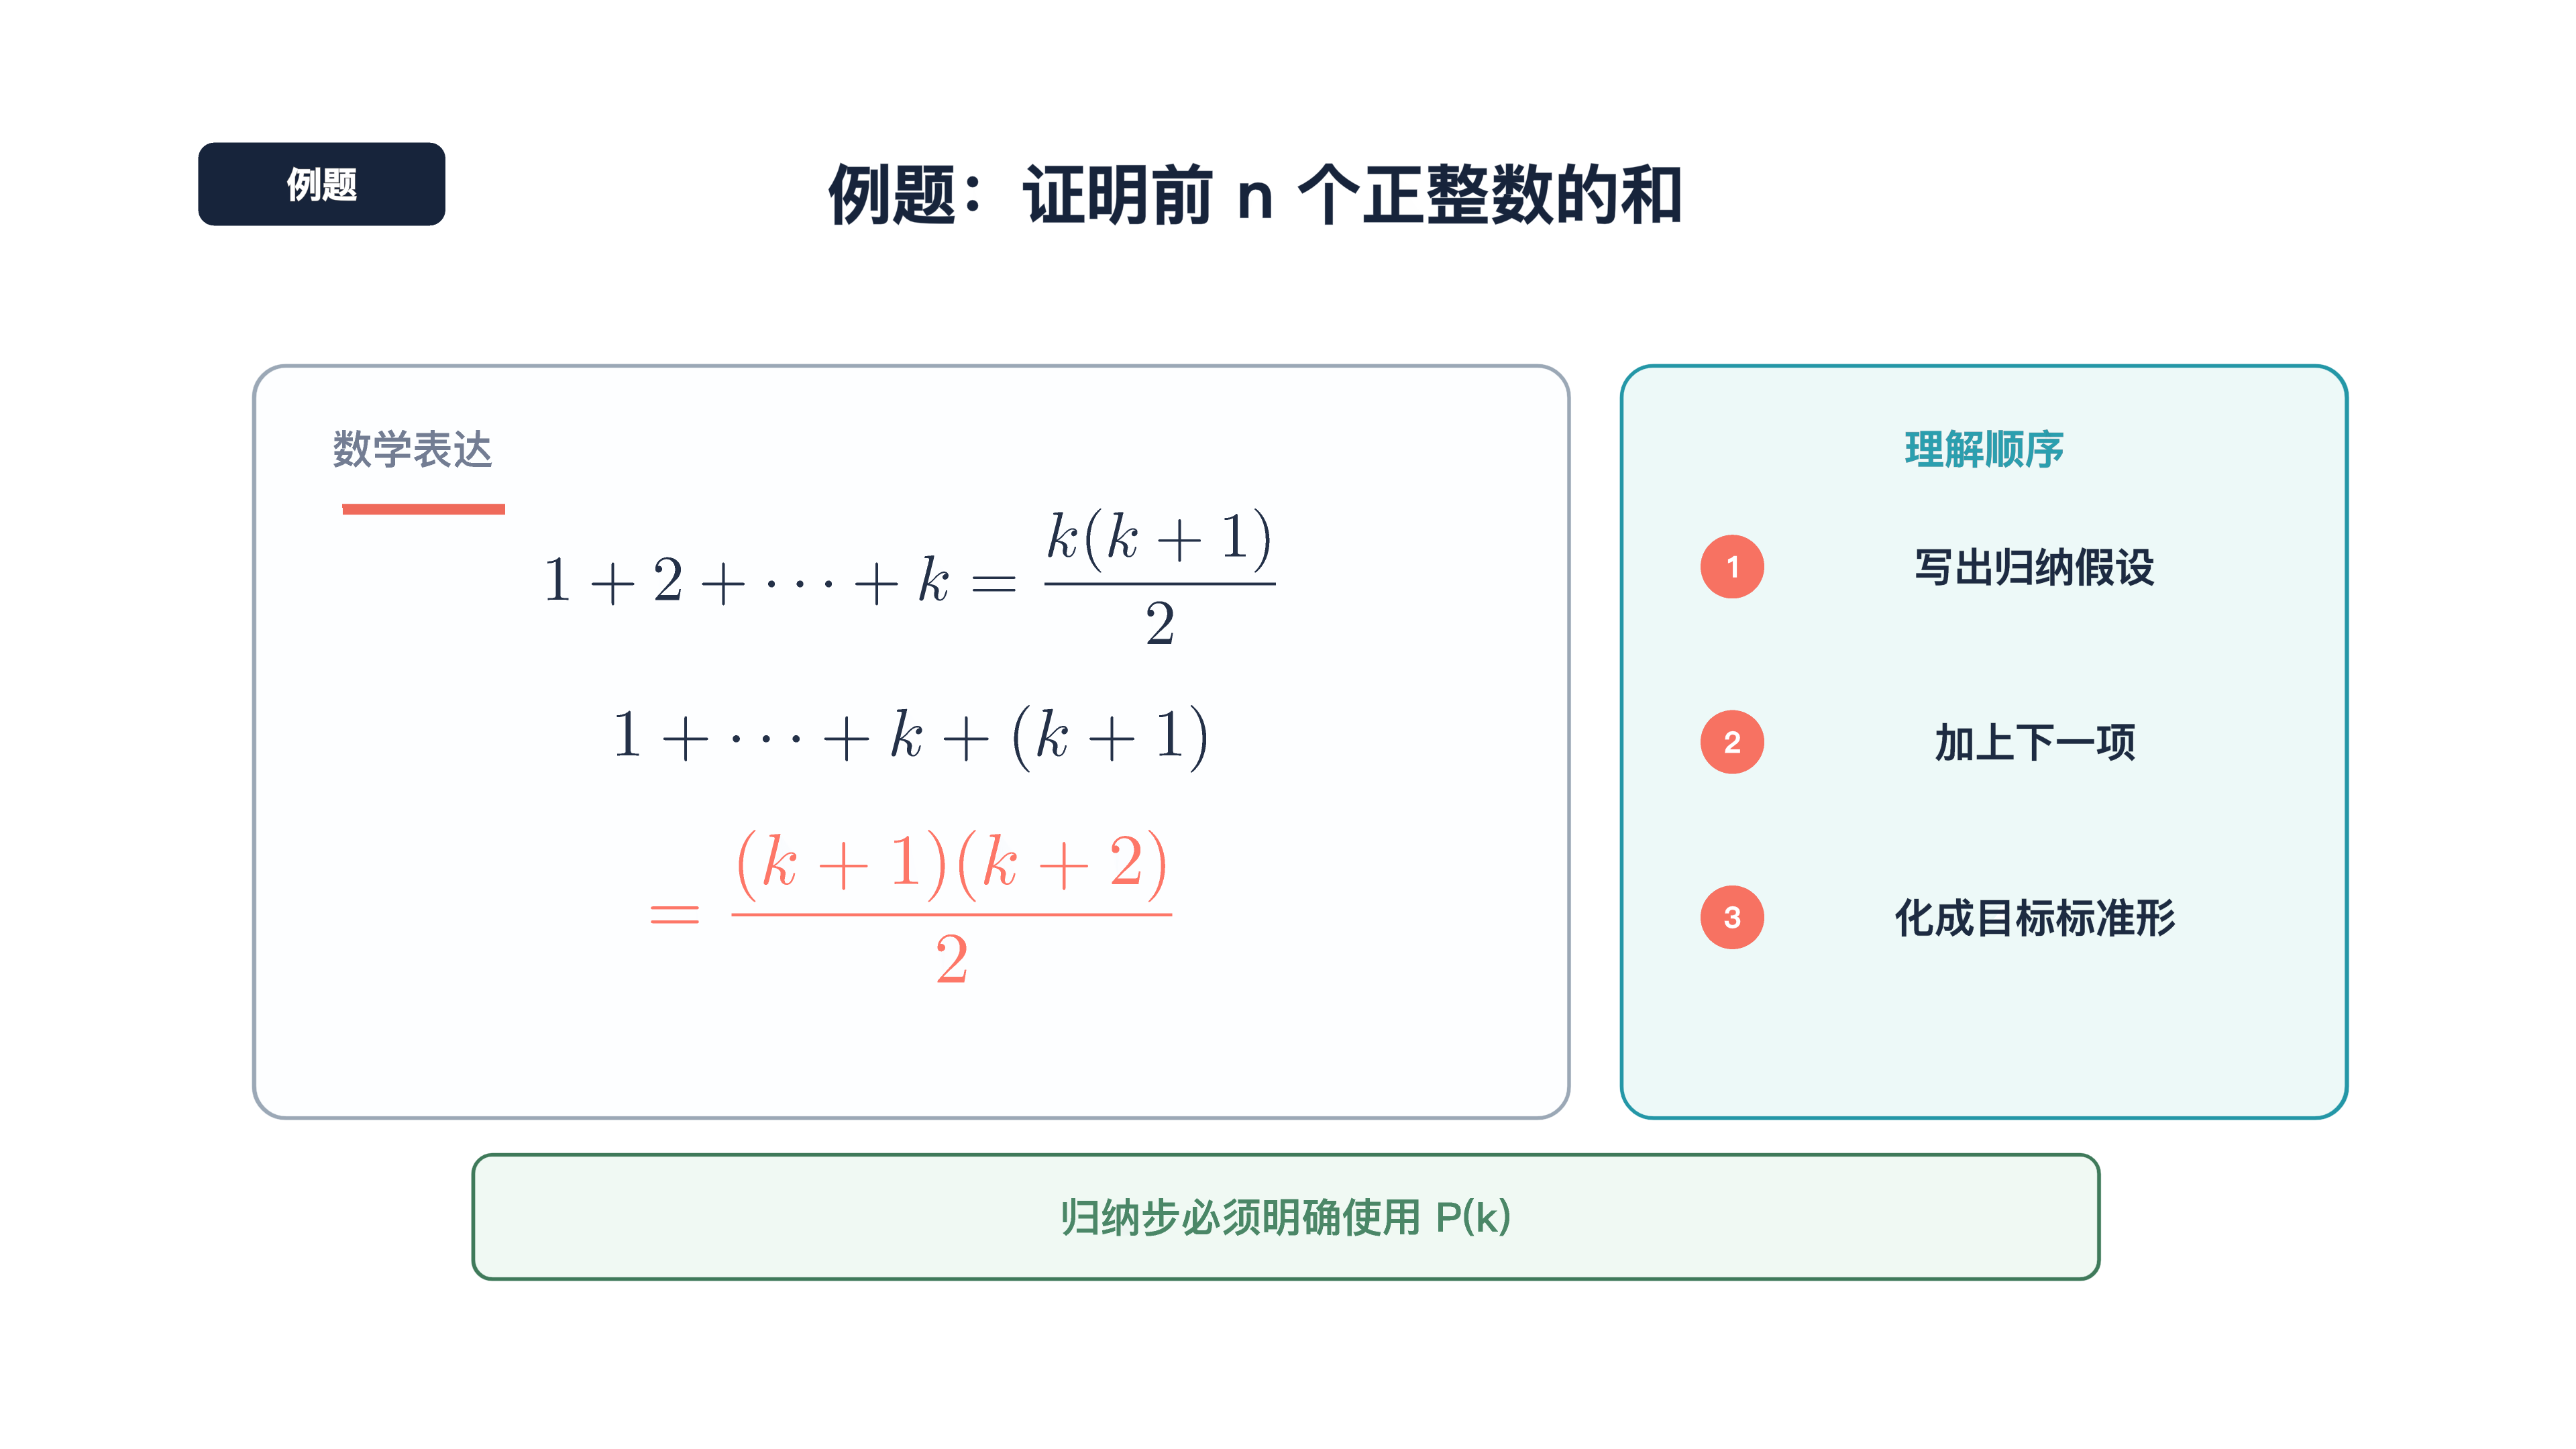 例题
例题：证明前 n 个正整数的和
数学表达
1 + 2 + ··· + k = \frac{k(k + 1)}{2}
1 + ··· + k + (k + 1)
= \frac{(k + 1)(k + 2)}{2}
理解顺序
1 写出归纳假设
2 加上下一项
3 化成目标标准形
归纳步必须明确使用 P(k)